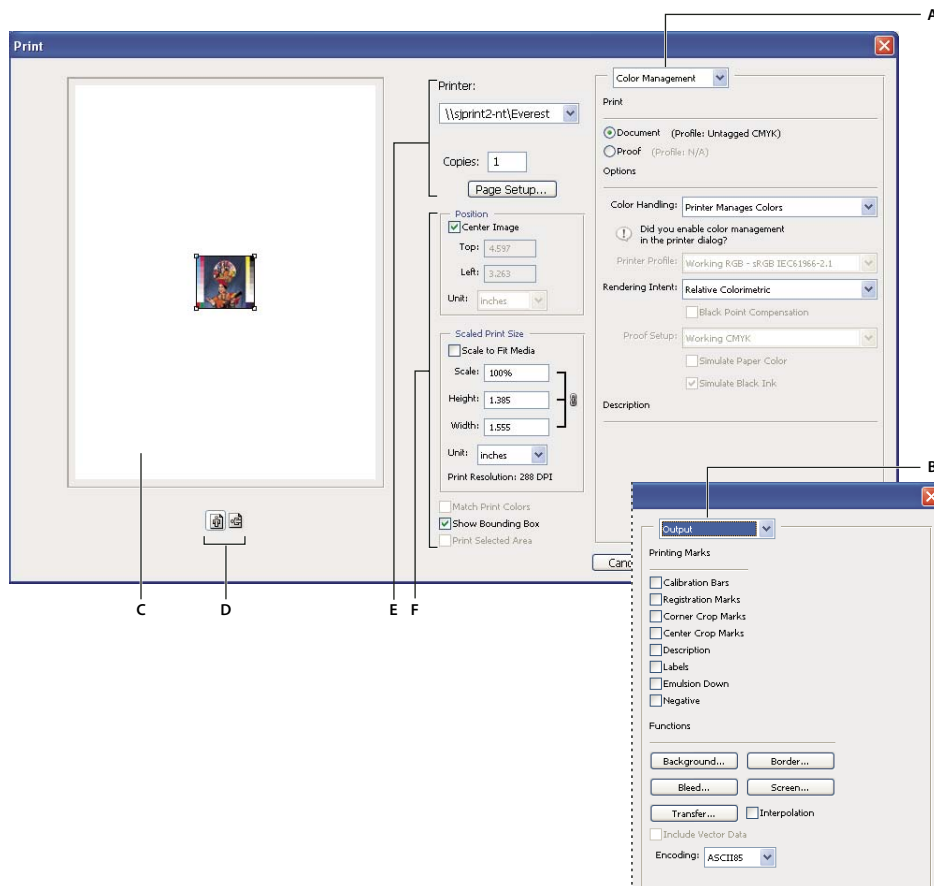 A
Print
Printer:
\\sjprint2-nt\Everest
Copies: 1
Page Setup...
Position
Center Image
Top: 4.597
Left: 3.263
Unit: inches
Scaled Print Size
Scale to Fit Media
Scale: 100%
Height: 1.385
Width: 1.555
Unit: inches
Print Resolution: 288 DPI
Match Print Colors
Show Bounding Box
Print Selected Area
Color Management
Print
Document (Profile: Untagged CMYK)
Proof (Profile: N/A)
Options
Color Handling: Printer Manages Colors
Did you enable color management
in the printer dialog?
Printer Profile: Working RGB - sRGB IEC61966-2.1
Rendering Intent: Relative Colorimetric
Black Point Compensation
Proof Setup: Working CMYK
Simulate Paper Color
Simulate Black Ink
Description
Canc
B
Output
Printing Marks
Calibration Bars
Registration Marks
Corner Crop Marks
Center Crop Marks
Description
Labels
Emulsion Down
Negative
Functions
Background... Border...
Bleed... Screen...
Transfer... Interpolation
Include Vector Data
Encoding: ASCII85
C D E F